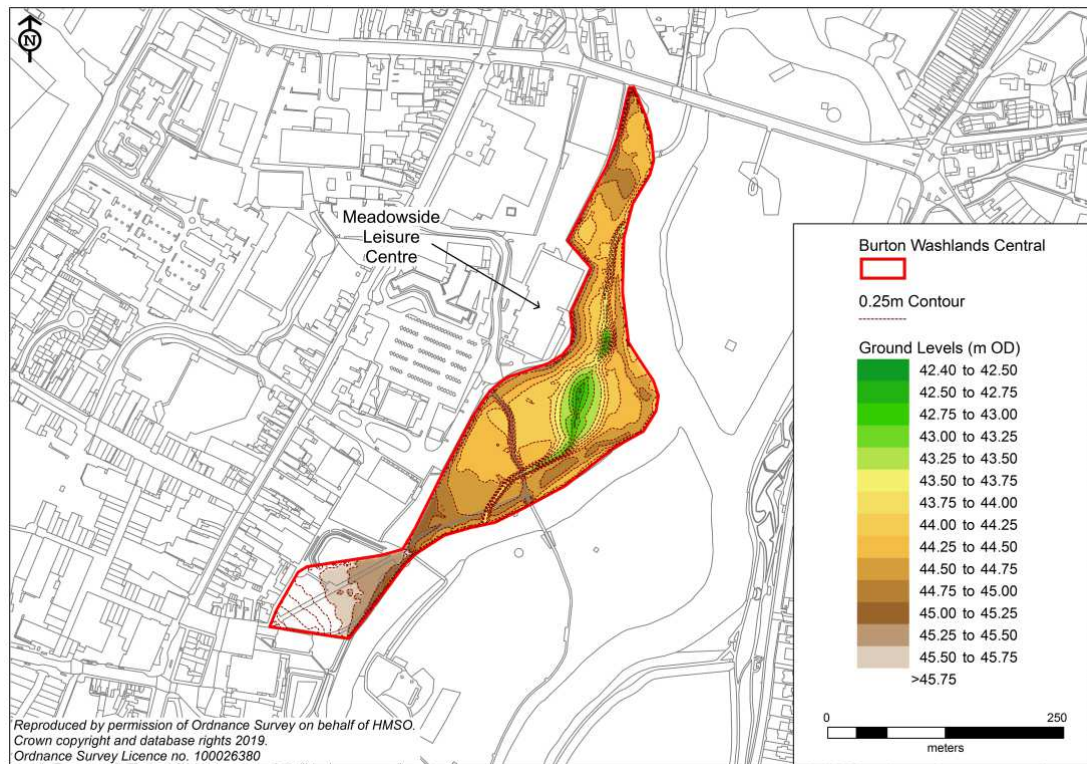 N
Meadowside
Leisure
Centre
Burton Washlands Central
0.25m Contour
Ground Levels (m OD)
42.40 to 42.50
42.50 to 42.75
42.75 to 43.00
43.00 to 43.25
43.25 to 43.50
43.50 to 43.75
43.75 to 44.00
44.00 to 44.25
44.25 to 44.50
44.50 to 44.75
44.75 to 45.00
45.00 to 45.25
45.25 to 45.50
45.50 to 45.75
>45.75
0 250
meters
Reproduced by permission of Ordnance Survey on behalf of HMSO.
Crown copyright and database rights 2019.
Ordnance Survey Licence no. 100026380